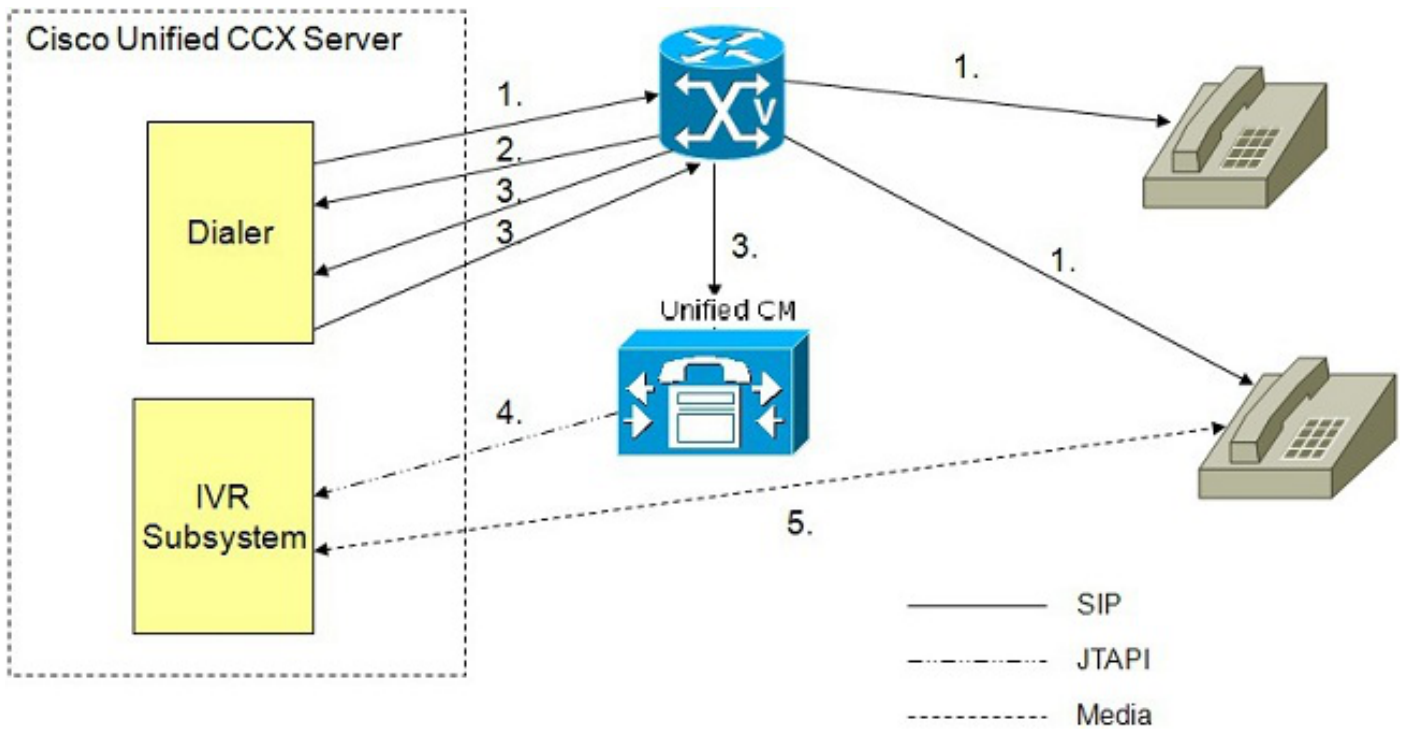 Cisco Unified CCX Server
1.
1.
2.
3.
Dialer
3.
3.
1.
Unified CM
4.
IVR
Subsystem
5.
SIP
JTAPI
Media
V